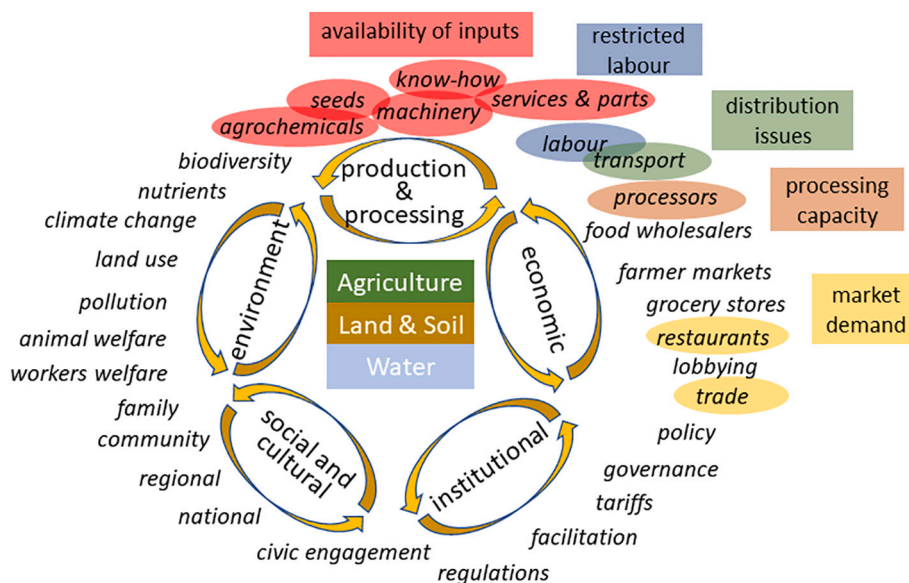 availability of inputs
restricted
labour
know-how
seeds
machinery
services & parts
agrochemicals
distribution
issues
labour
transport
biodiversity
production
&
processing
nutrients
processors
processing
capacity
climate change
food wholesalers
land use
environment
economic
Agriculture
farmer markets
pollution
Land & Soil
grocery stores
market
demand
animal welfare
restaurants
Water
workers welfare
lobbying
trade
family
social and
cultural
institutional
community
policy
regional
governance
national
tariffs
facilitation
civic engagement
regulations